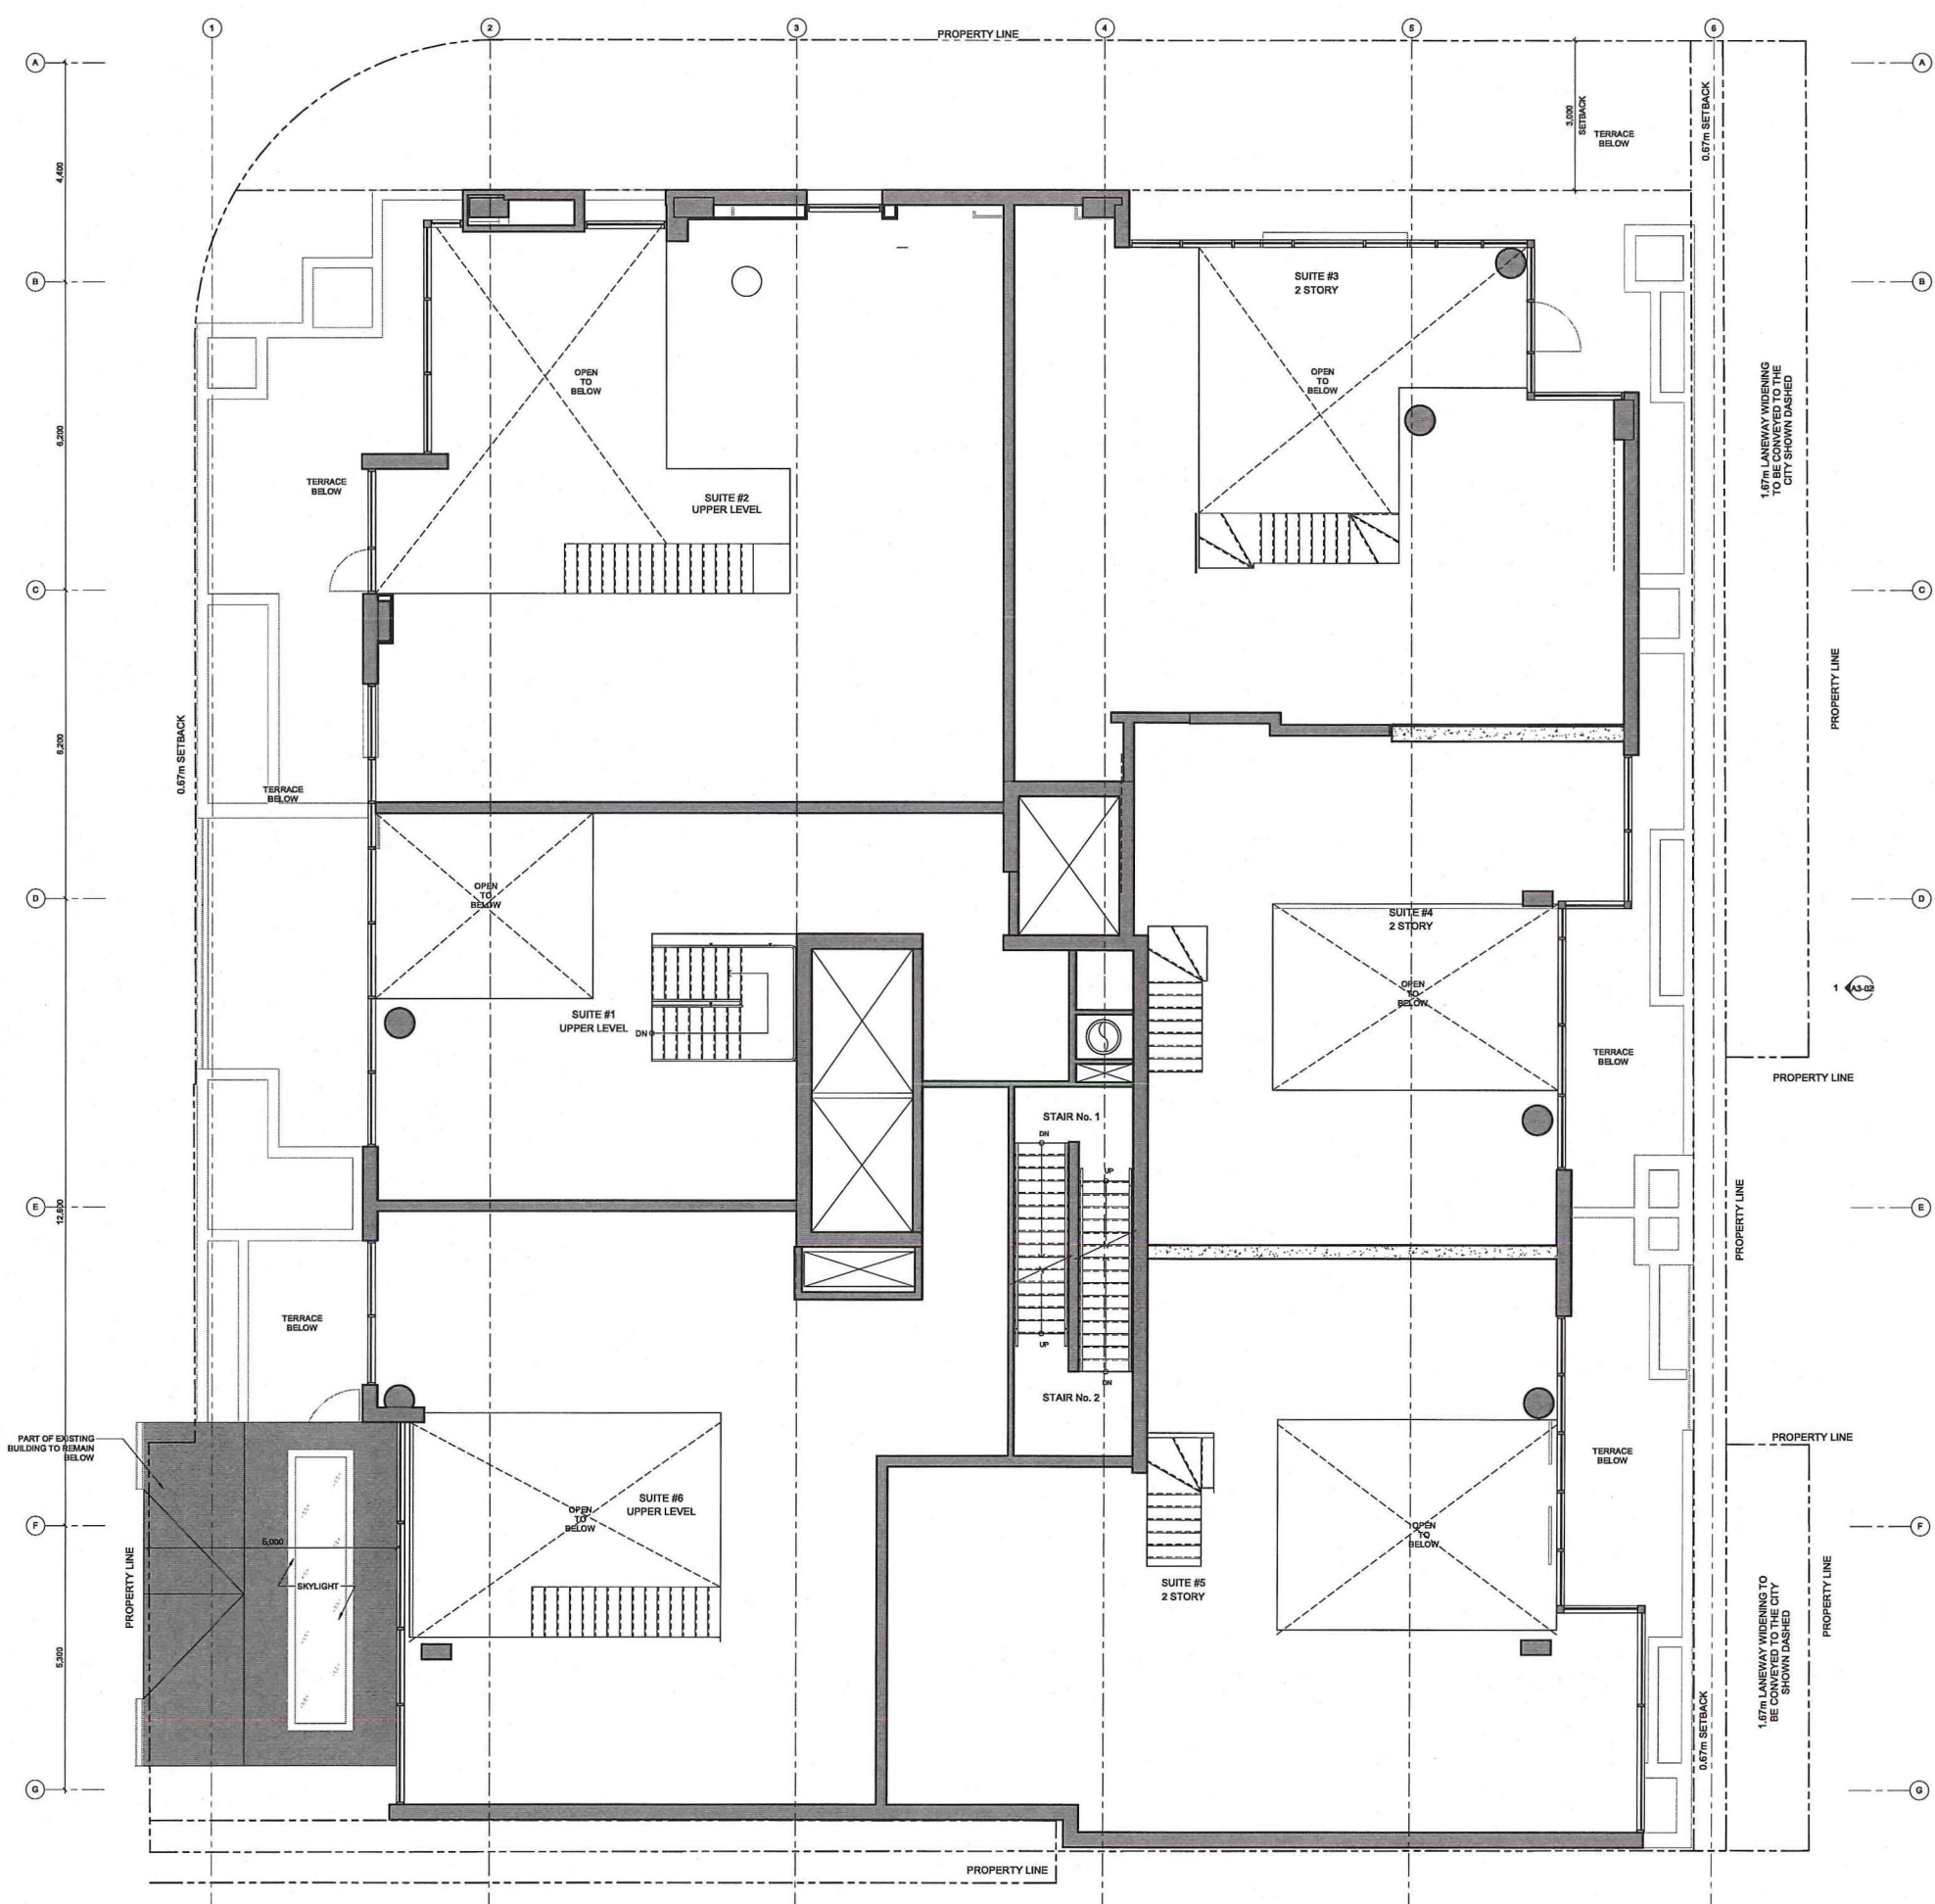 1
2
3
4
5
6
PROPERTY LINE
A
A
3,000
SETBACK
0.67m SETBACK
TERRACE
BELOW
4,400
B
B
SUITE #3
2 STORY
OPEN
TO
BELOW
OPEN
TO
BELOW
1.67m LANEWAY WIDENING
TO BE CONVEYED TO THE
CITY SHOWN DASHED
6,200
TERRACE
BELOW
SUITE #2
UPPER LEVEL
C
C
PROPERTY LINE
0.67m SETBACK
6,200
TERRACE
BELOW
OPEN
TO
BELOW
D
D
SUITE #4
2 STORY
OPEN
TO
BELOW
1
A3-02
SUITE #1
UPPER LEVEL
DN
TERRACE
BELOW
PROPERTY LINE
STAIR No. 1
DN
UP
E
E
12,600
PROPERTY LINE
TERRACE
BELOW
UP
DN
STAIR No. 2
PART OF EXISTING
BUILDING TO REMAIN
BELOW
PROPERTY LINE
TERRACE
BELOW
SUITE #6
UPPER LEVEL
OPEN
TO
BELOW
F
F
OPEN
TO
BELOW
5,000
SKYLIGHT
PROPERTY LINE
SUITE #5
2 STORY
PROPERTY LINE
1.67m LANEWAY WIDENING TO
BE CONVEYED TO THE CITY
SHOWN DASHED
5,300
0.67m SETBACK
G
G
PROPERTY LINE